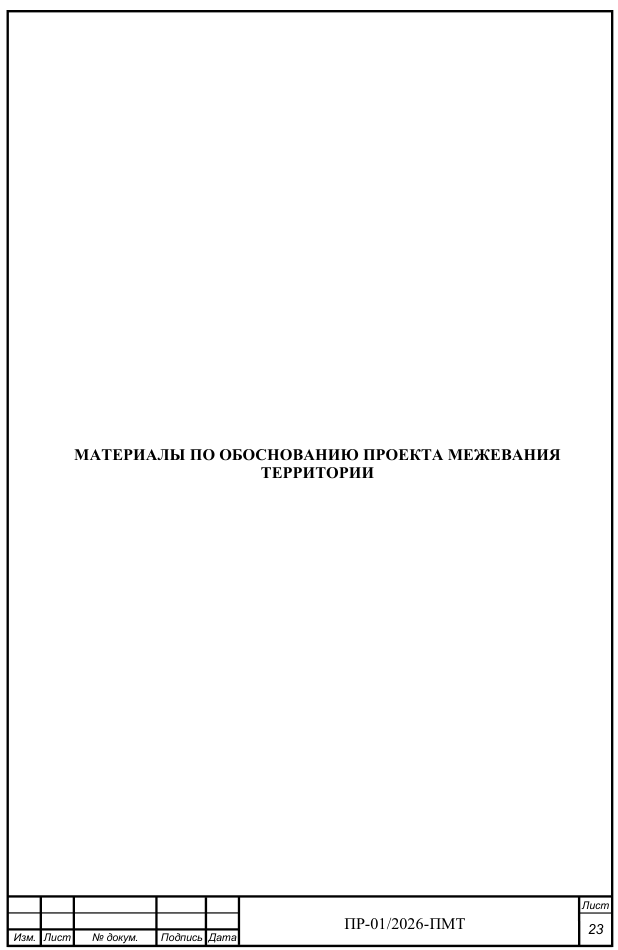 МАТЕРИАЛЫ ПО ОБОСНОВАНИЮ ПРОЕКТА МЕЖЕВАНИЯ
ТЕРРИТОРИИ
Лист
ПР-01/2026-ПМТ
23
Изм. Лист № докум. Подпись Дата